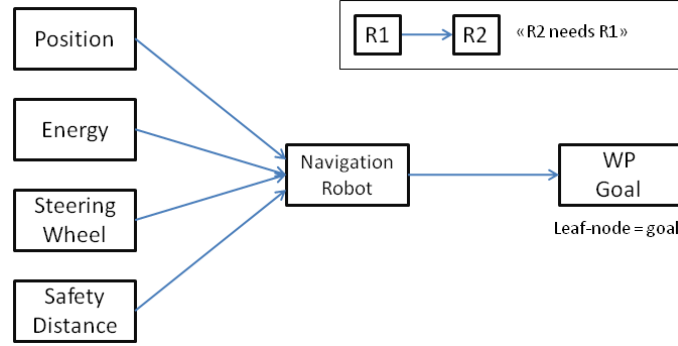 Position
R1
R2
«R2 needs R1»
Energy
Navigation
Robot
WP
Goal
Steering
Wheel
Leaf-node = goal
Safety
Distance